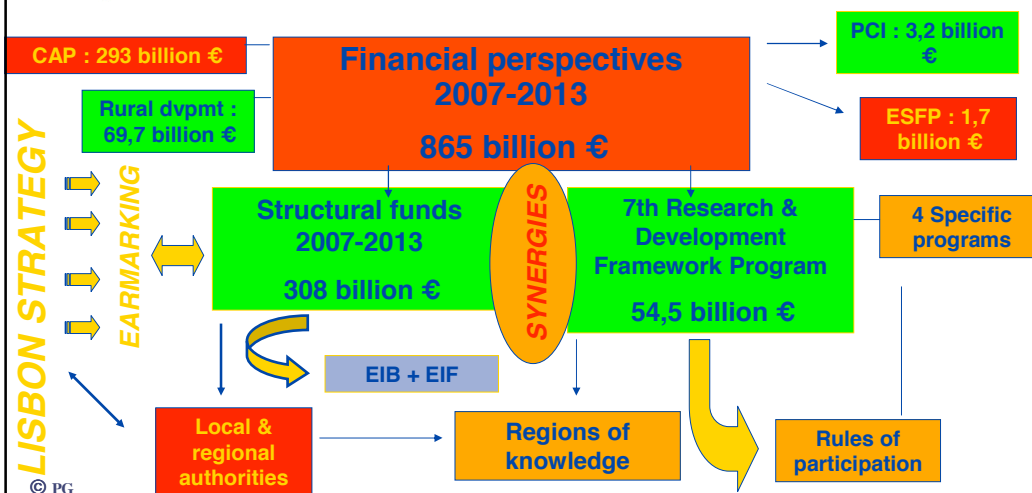 CAP : 293 billion €
Financial perspectives
2007-2013
865 billion €
PCI : 3,2 billion
€
Rural dvpmt :
69,7 billion €
ESFP : 1,7
billion €
LISBON STRATEGY
EARMARKING
Structural funds
2007-2013
308 billion €
SYNERGIES
7th Research &
Development
Framework Program
54,5 billion €
4 Specific
programs
EIB + EIF
Local &
regional
authorities
Regions of
knowledge
Rules of
participation
© PG